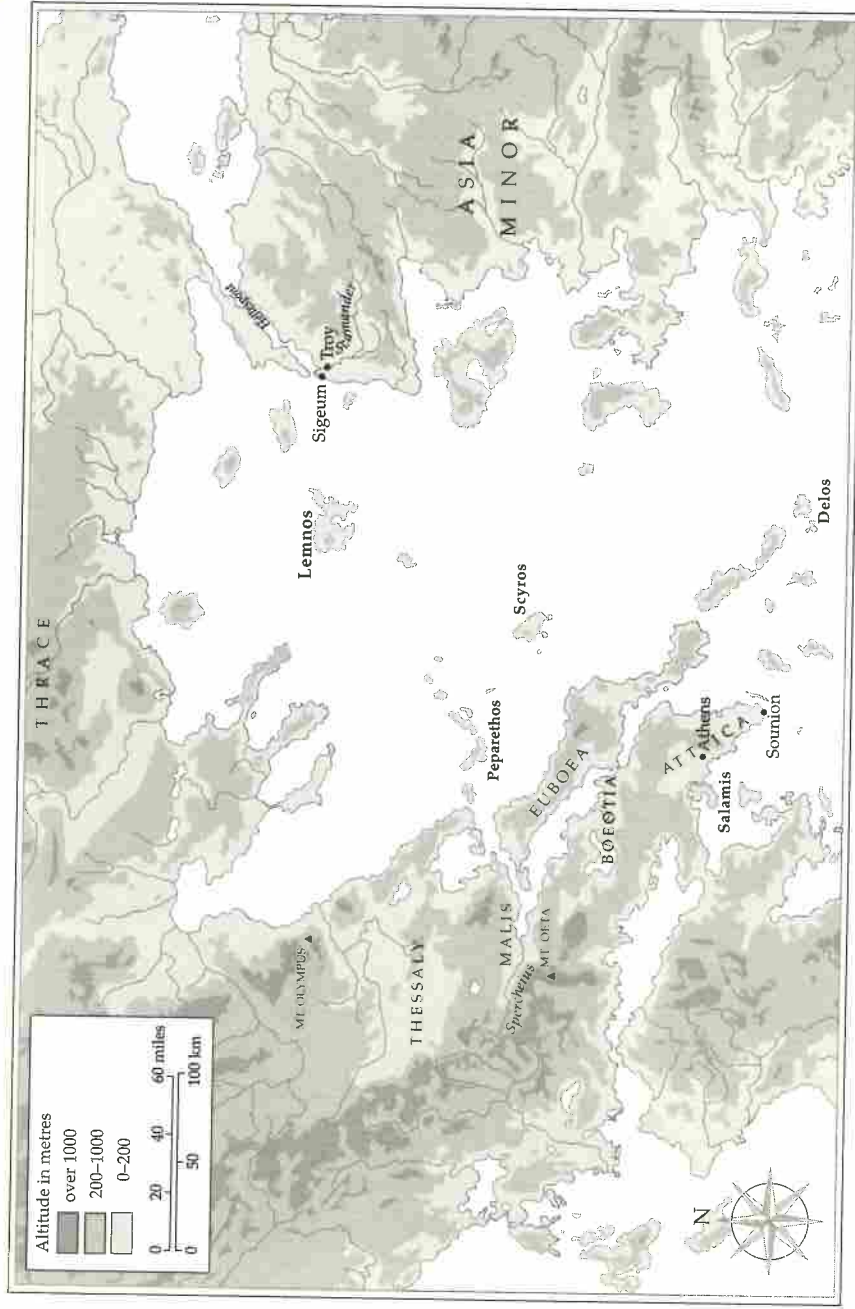 Altitude in metres
over 1000
200–1000
0–200
0 20 40 60 miles
0 50 100 km
THRACE
MT. OLYMPUS
THESSALY
MALIS
Spercheius
MT. OETA
Peparethos
EUBOEA
BOEOTIA
ATTICA
Athens
Salamis
Sounion
Lemnos
Scyros
Delos
Hellespont
Sigeum
Troy
Scamander
ASIA
MINOR
N